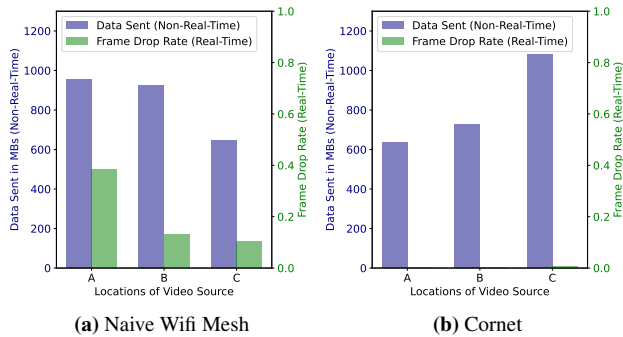 Data Sent (Non-Real-Time)
Frame Drop Rate (Real-Time)
Data Sent in MBs (Non-Real-Time)
1200
1000
800
600
400
200
0
1.0
0.8
0.6
0.4
0.2
0.0
Frame Drop Rate (Real-Time)
A B C
Locations of Video Source
(a) Naive Wifi Mesh
Data Sent (Non-Real-Time)
Frame Drop Rate (Real-Time)
Data Sent in MBs (Non-Real-Time)
1200
1000
800
600
400
200
0
1.0
0.8
0.6
0.4
0.2
0.0
Frame Drop Rate (Real-Time)
A B C
Locations of Video Source
(b) Cornet